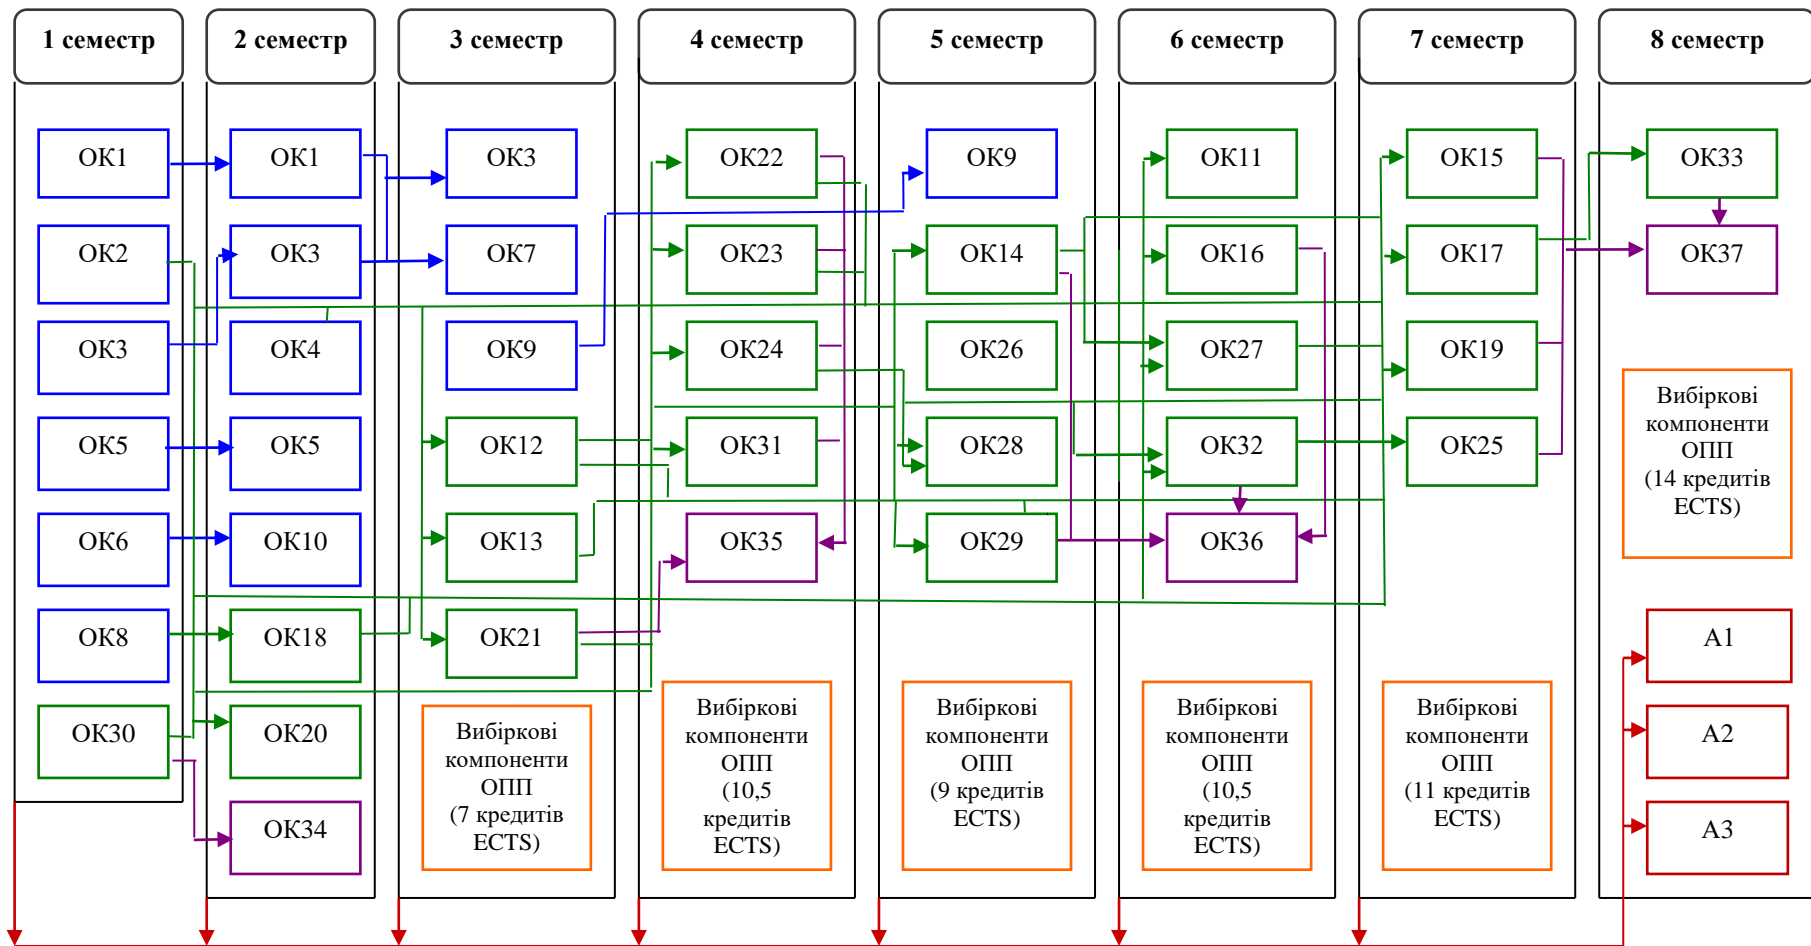 1 семестр
2 семестр
3 семестр
4 семестр
5 семестр
6 семестр
7 семестр
8 семестр
ОК1
ОК2
ОК3
ОК5
ОК6
ОК8
ОК30
ОК1
ОК3
ОК4
ОК5
ОК10
ОК18
ОК20
ОК34
ОК3
ОК7
ОК9
ОК12
ОК13
ОК21
Вибіркові
компоненти
ОПП
(7 кредитів
ECTS)
ОК22
ОК23
ОК24
ОК31
ОК35
Вибіркові
компоненти
ОПП
(10,5
кредитів
ECTS)
ОК9
ОК14
ОК26
ОК28
ОК29
Вибіркові
компоненти
ОПП
(9 кредитів
ECTS)
ОК11
ОК16
ОК27
ОК32
ОК36
Вибіркові
компоненти
ОПП
(10,5
кредитів
ECTS)
ОК15
ОК17
ОК19
ОК25
Вибіркові
компоненти
ОПП
(11 кредитів
ECTS)
ОК33
ОК37
Вибіркові
компоненти
ОПП
(14 кредитів
ECTS)
А1
А2
А3